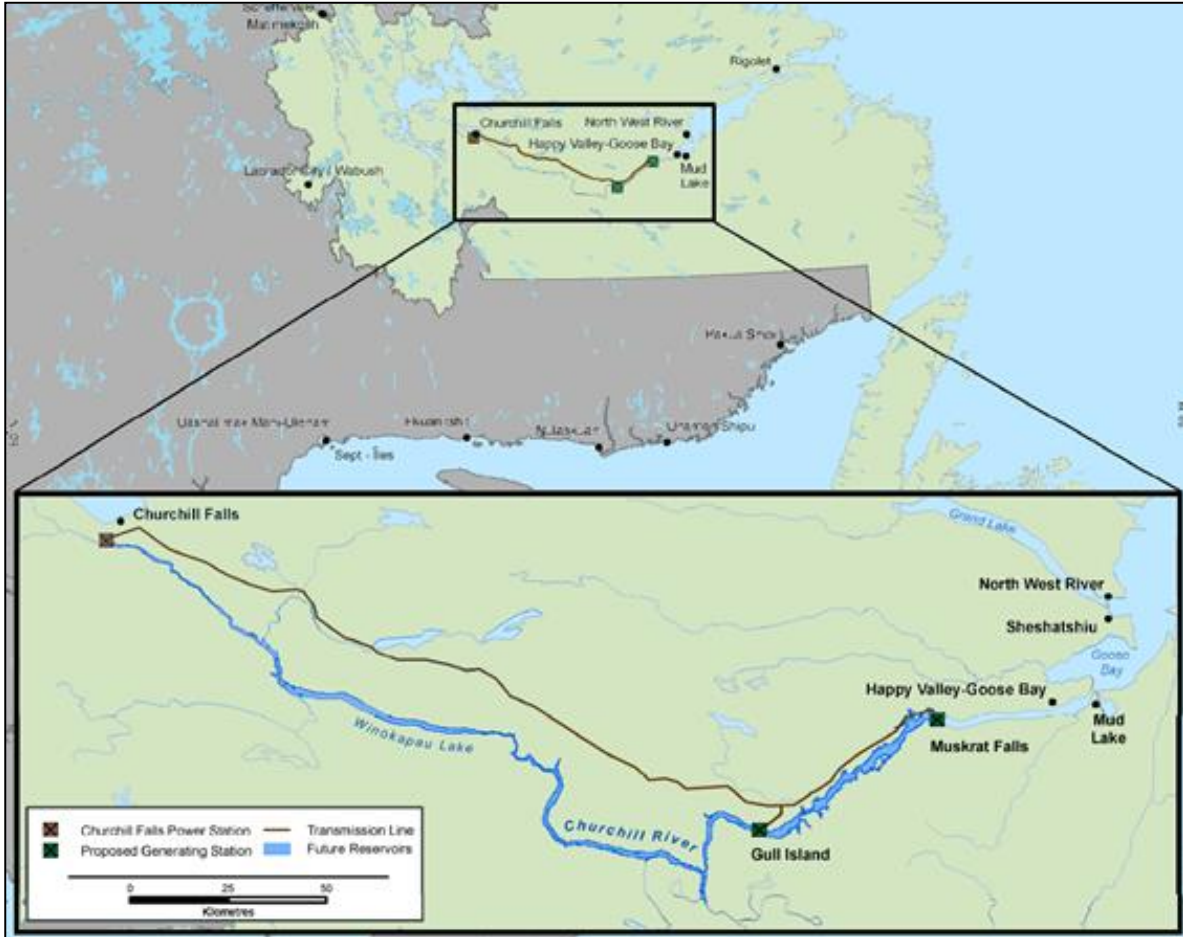 Rigolet
Churchill Falls
North West River
Happy Valley-Goose Bay
Mud
Lake
Labrador City / Wabush
Sept - Îles
Churchill Falls
Grand Lake
North West River
Sheshatshiu
Goose
Bay
Happy Valley-Goose Bay
Mud
Lake
Muskrat Falls
Winokapau Lake
Churchill River
Gull Island
Churchill Falls Power Station
Transmission Line
Proposed Generating Station
Future Reservoirs
0 25 50
Kilometres